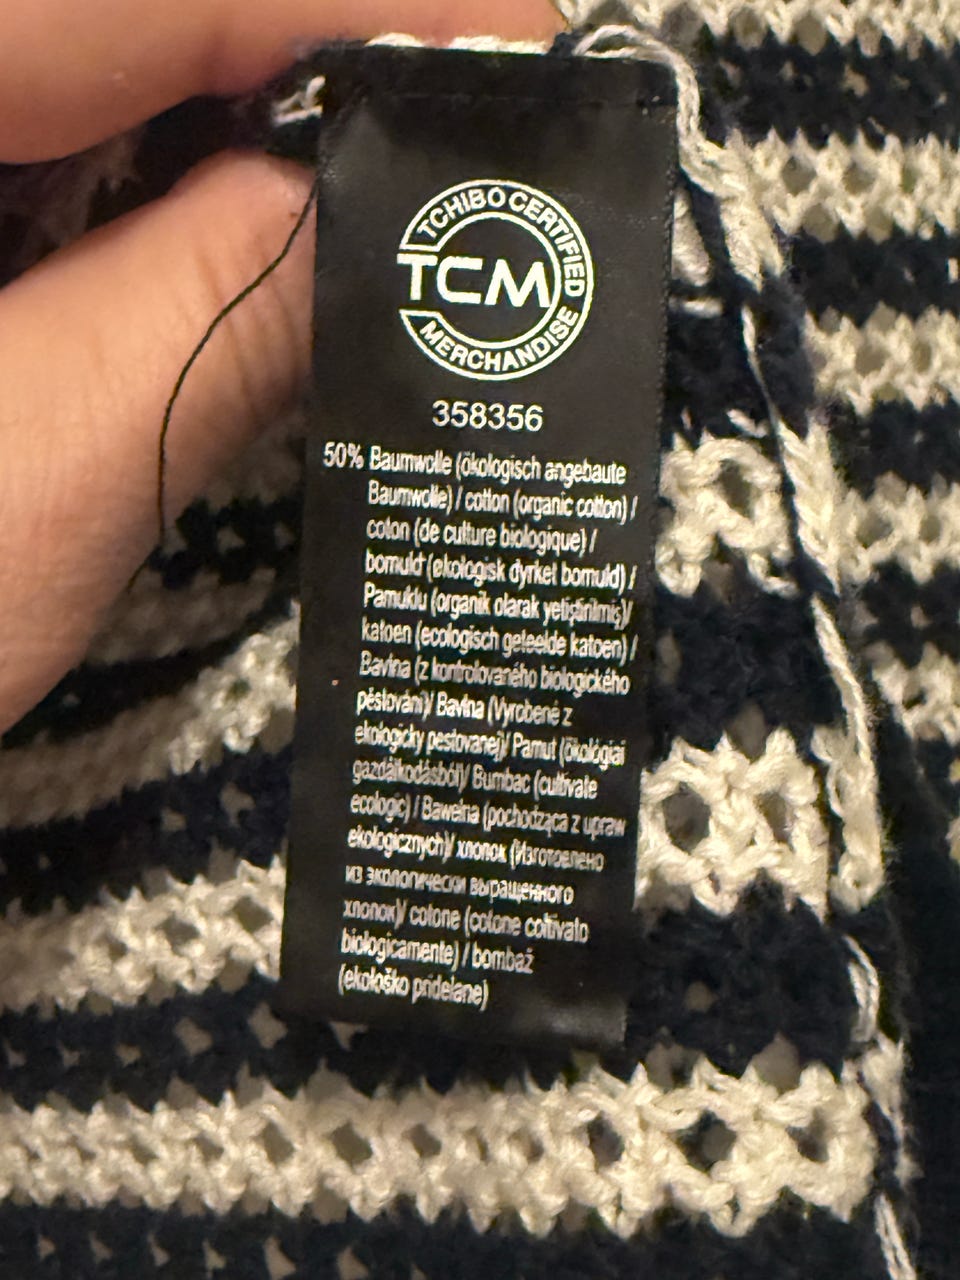 TCHIBO CERTIFIED
TCM
MERCHANDISE
358356
50% Baumwolle (ökologisch angebaute
Baumwolle) / cotton (organic cotton) /
coton (de culture biologique) /
bomuld (økologisk dyrket bomuld) /
Pamuklu (organik olarak yetiştirilmiş)/
katoen (ecologisch geteelde katoen) /
Bavlna (z kontrolovaného biologického
pěstování)/ Bavlna (Vyrobené z
ekologicky pestovanej)/ Pamut (ökológiai
gazdálkodásból)/ Bumbac (cultivate
ecologic) / Bawełna (pochodząca z upraw
ekologicznych)/ хлопок (Изготовлено
из экологически выращенного
хлопок)/ cotone (cotone coltivato
biologicamente) / bombaž
(ekološko pridelane)